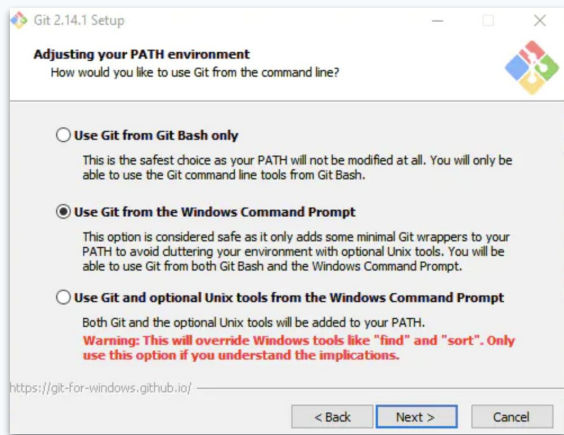 Git 2.14.1 Setup
Adjusting your PATH environment
How would you like to use Git from the command line?
Use Git from Git Bash only
This is the safest choice as your PATH will not be modified at all. You will only be
able to use the Git command line tools from Git Bash.
Use Git from the Windows Command Prompt
This option is considered safe as it only adds some minimal Git wrappers to your
PATH to avoid cluttering your environment with optional Unix tools. You will be
able to use Git from both Git Bash and the Windows Command Prompt.
Use Git and optional Unix tools from the Windows Command Prompt
Both Git and the optional Unix tools will be added to your PATH.
Warning: This will override Windows tools like "find" and "sort". Only
use this option if you understand the implications.
https://git-for-windows.github.io/
< Back Next > Cancel